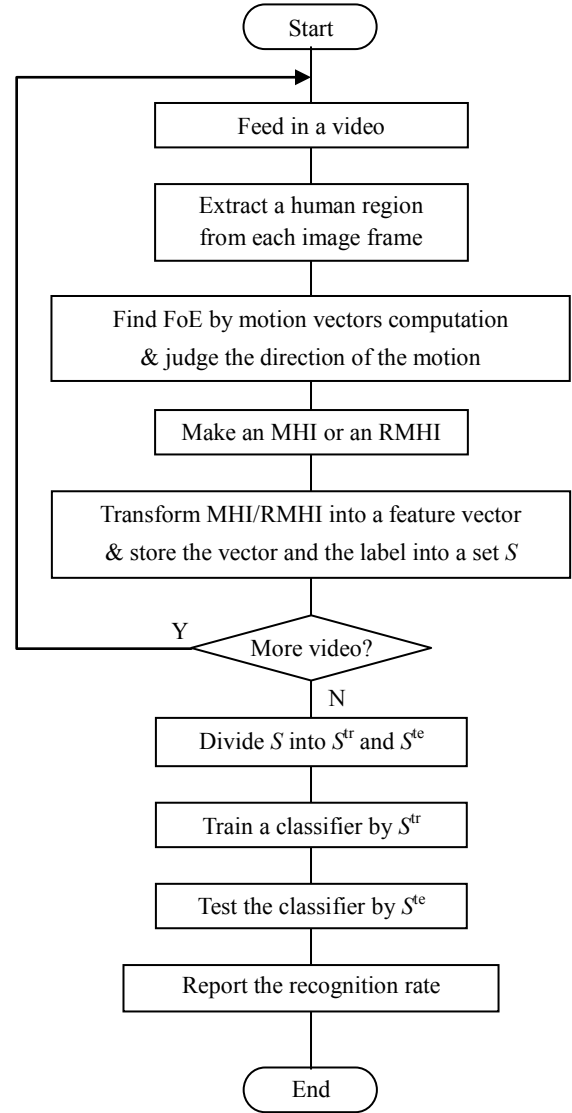 Start
Feed in a video
Extract a human region
from each image frame
Find FoE by motion vectors computation
& judge the direction of the motion
Make an MHI or an RMHI
Transform MHI/RMHI into a feature vector
& store the vector and the label into a set S
Y
More video?
N
Divide S into Sᵗʳ and Sᵗᵉ
Train a classifier by Sᵗʳ
Test the classifier by Sᵗᵉ
Report the recognition rate
End